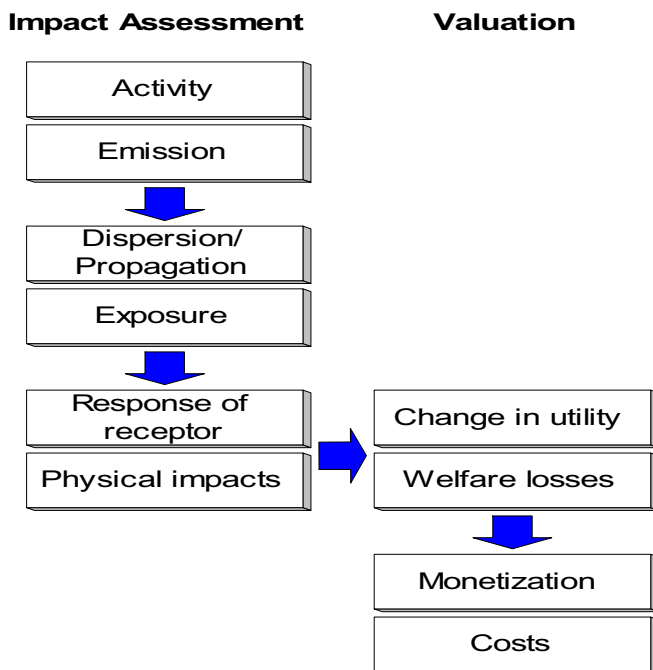 Impact Assessment
Valuation
Activity
Emission
Dispersion/
Propagation
Exposure
Response of
receptor
Physical impacts
Change in utility
Welfare losses
Monetization
Costs